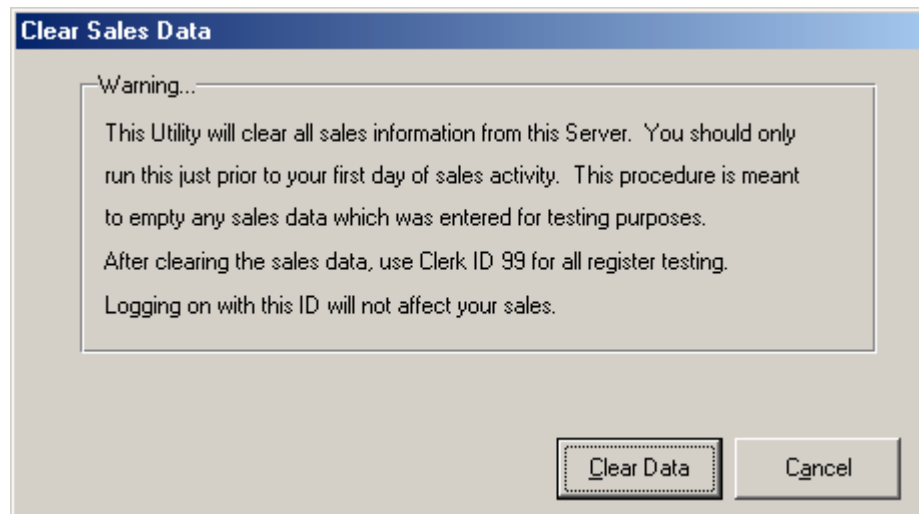 Clear Sales Data
Warning...
This Utility will clear all sales information from this Server.  You should only
run this just prior to your first day of sales activity.  This procedure is meant
to empty any sales data which was entered for testing purposes.
After clearing the sales data, use Clerk ID 99 for all register testing.
Logging on with this ID will not affect your sales.
Clear Data
Cancel